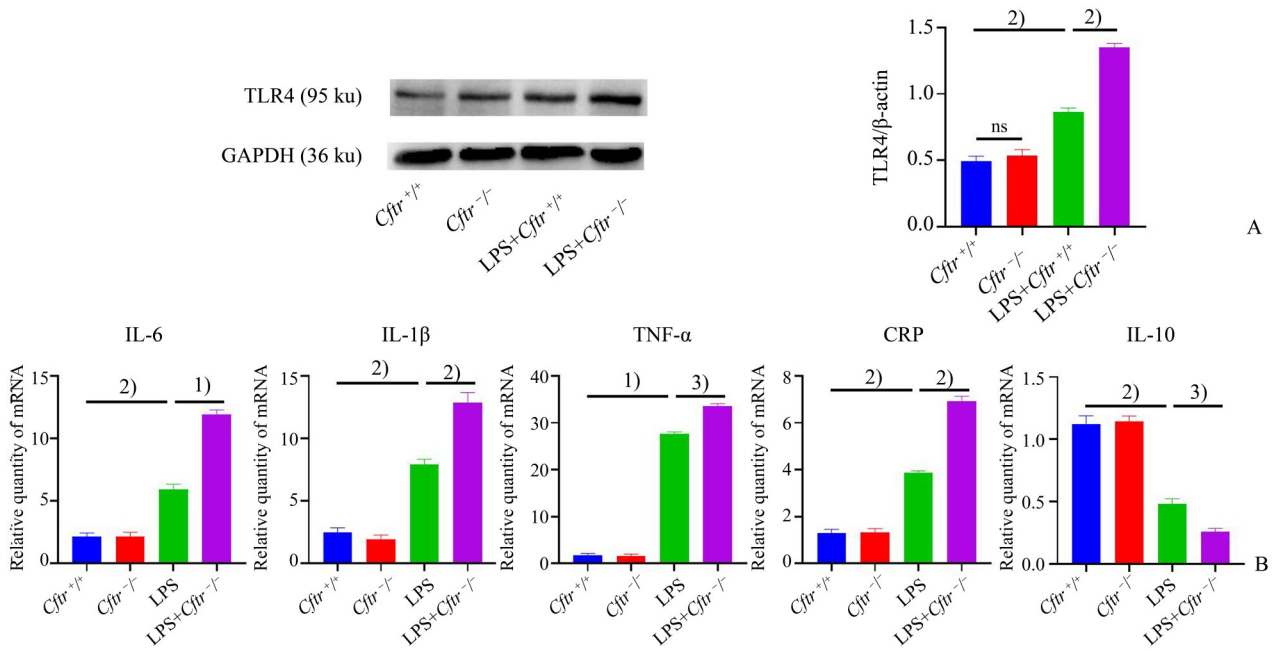 TLR4 (95 ku)
GAPDH (36 ku)
Cftr +/+
Cftr −/−
LPS+Cftr +/+
LPS+Cftr −/−
TLR4/β-actin
1.5
1.0
0.5
0.0
2)
2)
ns
Cftr +/+
Cftr −/−
LPS+Cftr +/+
LPS+Cftr −/−
A
IL-6
Relative quantity of mRNA
15
10
5
0
2)
1)
Cftr +/+
Cftr −/−
LPS
LPS+Cftr −/−
IL-1β
Relative quantity of mRNA
15
10
5
0
2)
2)
Cftr +/+
Cftr −/−
LPS
LPS+Cftr −/−
TNF-α
Relative quantity of mRNA
40
30
20
10
0
1)
3)
Cftr +/+
Cftr −/−
LPS
LPS+Cftr −/−
CRP
Relative quantity of mRNA
8
6
4
2
0
2)
2)
Cftr +/+
Cftr −/−
LPS
LPS+Cftr −/−
IL-10
Relative quantity of mRNA
1.5
1.0
0.5
0.0
2)
3)
Cftr +/+
Cftr −/−
LPS
LPS+Cftr −/−
B